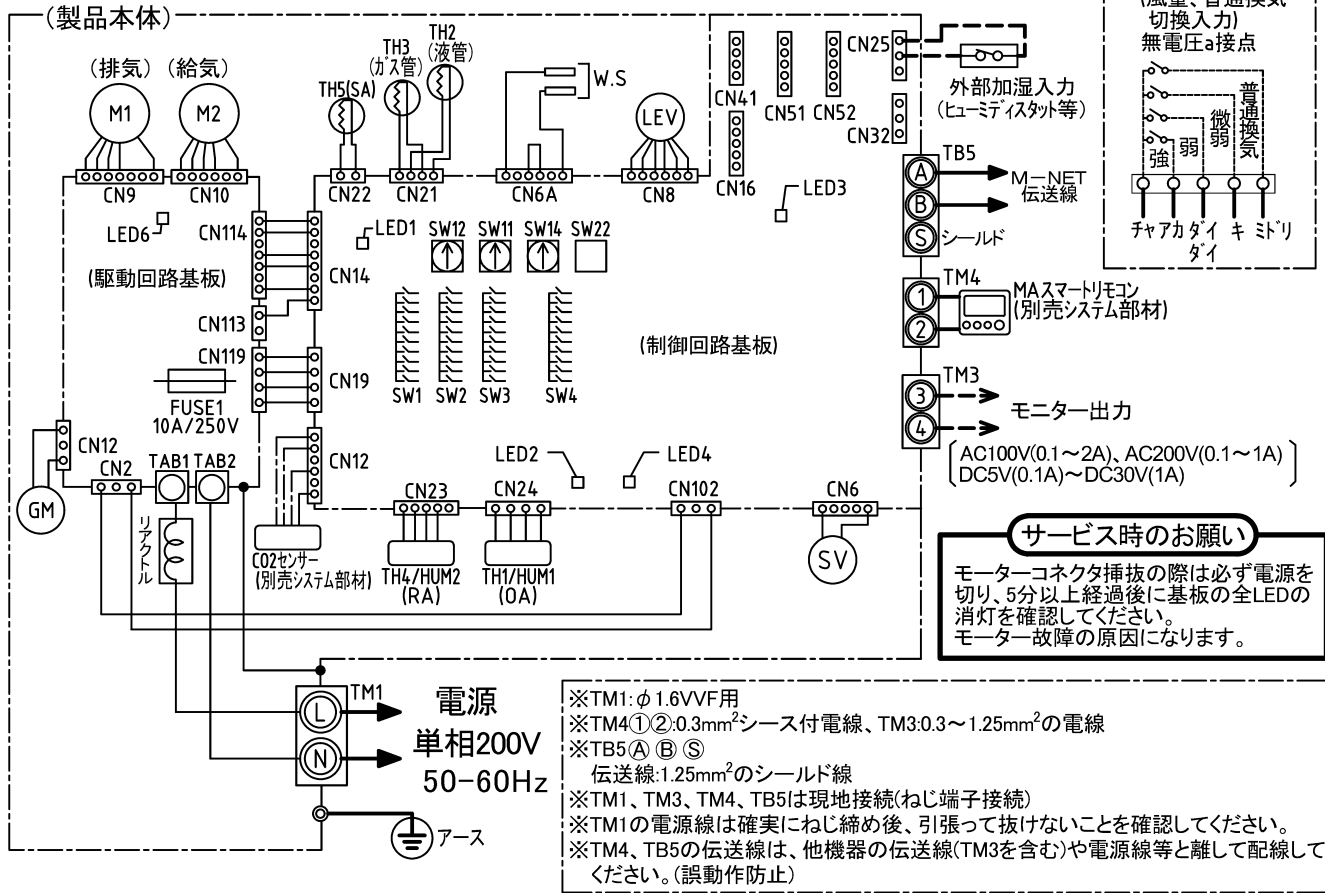 (製品本体)
(排気)
(給気)
M1
M2
CN9
CN10
LED6
(駆動回路基板)
CN114
CN113
CN119
FUSE1
10A/250V
CN12
CN2
TAB1
TAB2
GM
リアクトル
TH5(SA)
TH3
(ガス管)
TH2
(液管)
W.S
LEV
CN22
CN21
CN6A
CN8
LED1
CN14
CN19
CN12
SW12
SW11
SW14
SW22
SW1
SW2
SW3
SW4
(制御回路基板)
CN41
CN51
CN52
CN16
CN25
CN32
LED3
LED2
LED4
CO2センサー
(別売システム部材)
CN23
CN24
TH4/HUM2
(RA)
TH1/HUM1
(OA)
CN102
CN6
SV
外部加湿入力
(ヒューミディスタット等)
TB5
A
B
S
M-NET
伝送線
シールド
TM4
1
2
MAスマートリモコン
(別売システム部材)
TM3
3
4
モニター出力
AC100V(0.1～2A)、AC200V(0.1～1A)
DC5V(0.1A)～DC30V(1A)
切換入力)
無電圧a接点
強
弱
微弱
普通換気
チャ
アカ
ダイ
ダイ
キ
ミドリ
サービス時のお願い
モーターコネクタ挿抜の際は必ず電源を
切り、5分以上経過後に基板の全LEDの
消灯を確認してください。
モーター故障の原因になります。
TM1
L
N
電源
単相200V
50-60Hz
アース
※TM1:φ1.6VVF用
※TM4①②:0.3mm²シース付電線、TM3:0.3～1.25mm²の電線
※TB5Ⓐ Ⓑ Ⓢ
伝送線:1.25mm²のシールド線
※TM1、TM3、TM4、TB5は現地接続(ねじ端子接続)
※TM1の電源線は確実にねじ締め後、引張って抜けないことを確認してください。
※TM4、TB5の伝送線は、他機器の伝送線(TM3を含む)や電源線等と離して配線して
ください。(誤動作防止)